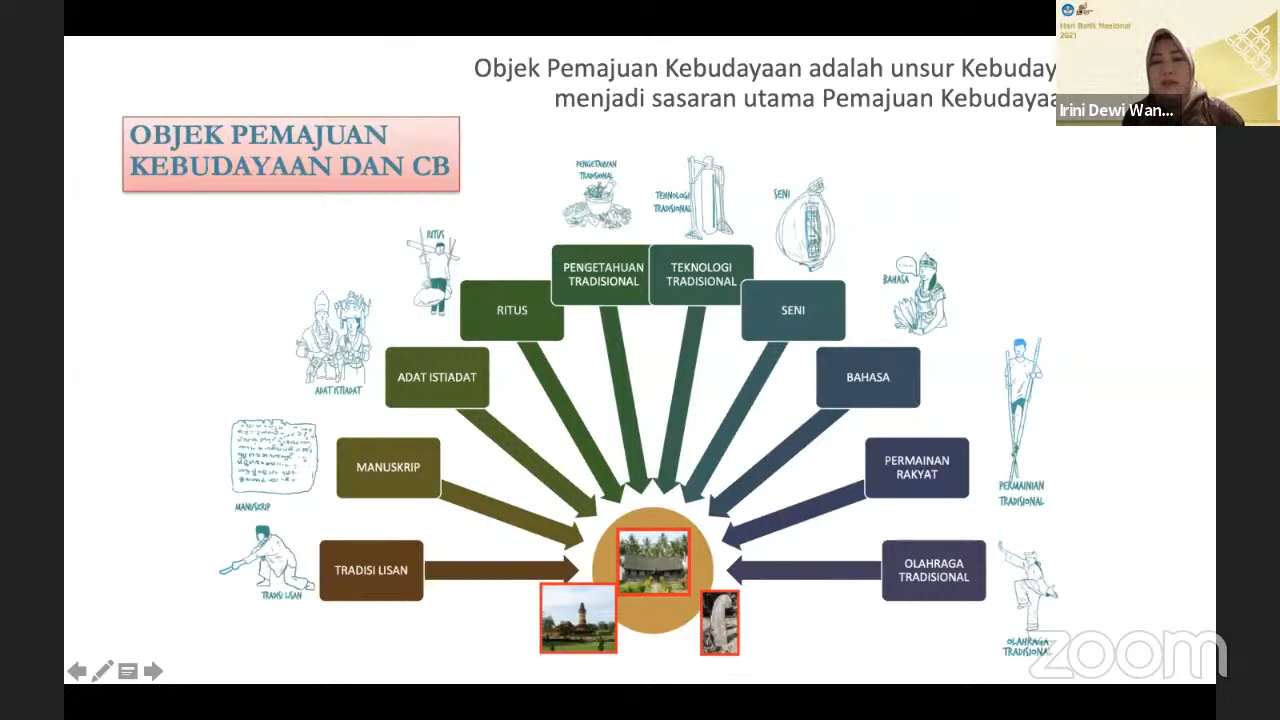 Objek Pemajuan Kebudayaan adalah unsur Kebuday
menjadi sasaran utama Pemajuan Kebudayaa
Hari Batik Nasional
2021
Irini Dewi Wan...
OBJEK PEMAJUAN
KEBUDAYAAN DAN CB
PENGETAHUAN
TRADISIONAL
TEHNOLOGI
TRADISIONAL
SENI
RITUS
BAHASA
ADAT ISTIADAT
MANUSKRIP
TRADISI LISAN
PERMAINIAN
TRADISIONAL
OLAHRAGA
TRADISIONAL
PENGETAHUAN
TRADISIONAL
TEKNOLOGI
TRADISIONAL
RITUS
SENI
ADAT ISTIADAT
BAHASA
MANUSKRIP
PERMAINAN
RAKYAT
TRADISI LISAN
OLAHRAGA
TRADISIONAL
zoom